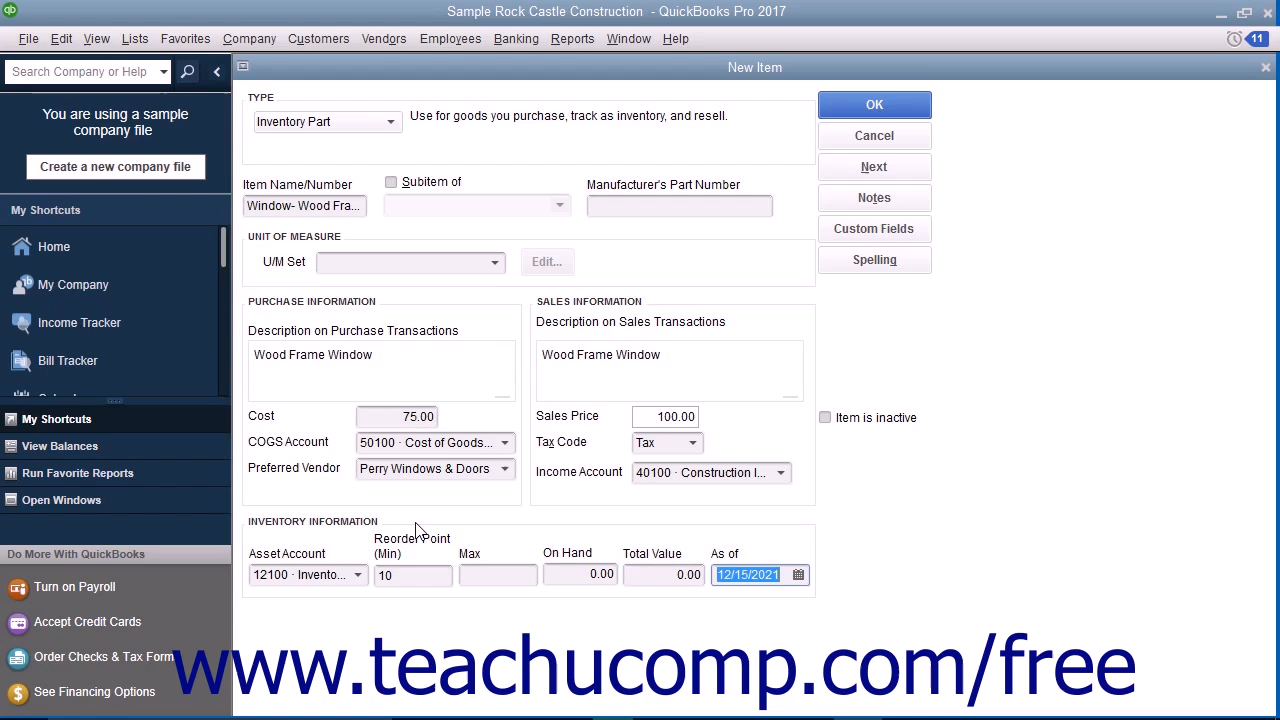 qb
Sample Rock Castle Construction - QuickBooks Pro 2017
File Edit View Lists Favorites Company Customers Vendors Employees Banking Reports Window Help
11
Search Company or Help
New Item
You are using a sample
company file
Create a new company file
My Shortcuts
Home
My Company
Income Tracker
Bill Tracker
My Shortcuts
View Balances
Run Favorite Reports
Open Windows
Do More With QuickBooks
Turn on Payroll
Accept Credit Cards
Order Checks & Tax Form
See Financing Options
TYPE
Inventory Part
Use for goods you purchase, track as inventory, and resell.
OK
Cancel
Next
Notes
Custom Fields
Spelling
Item Name/Number
Subitem of
Manufacturer's Part Number
Window- Wood Fra...
UNIT OF MEASURE
U/M Set
Edit...
PURCHASE INFORMATION
Description on Purchase Transactions
Wood Frame Window
Cost 75.00
COGS Account 50100 · Cost of Goods...
Preferred Vendor Perry Windows & Doors
SALES INFORMATION
Description on Sales Transactions
Wood Frame Window
Sales Price 100.00
Tax Code Tax
Income Account 40100 · Construction I...
Item is inactive
INVENTORY INFORMATION
Asset Account
Reorder Point
(Min)
Max
On Hand
Total Value
As of
12100 · Invento... 10 0.00 0.00 12/15/2021
www.teachucomp.com/free